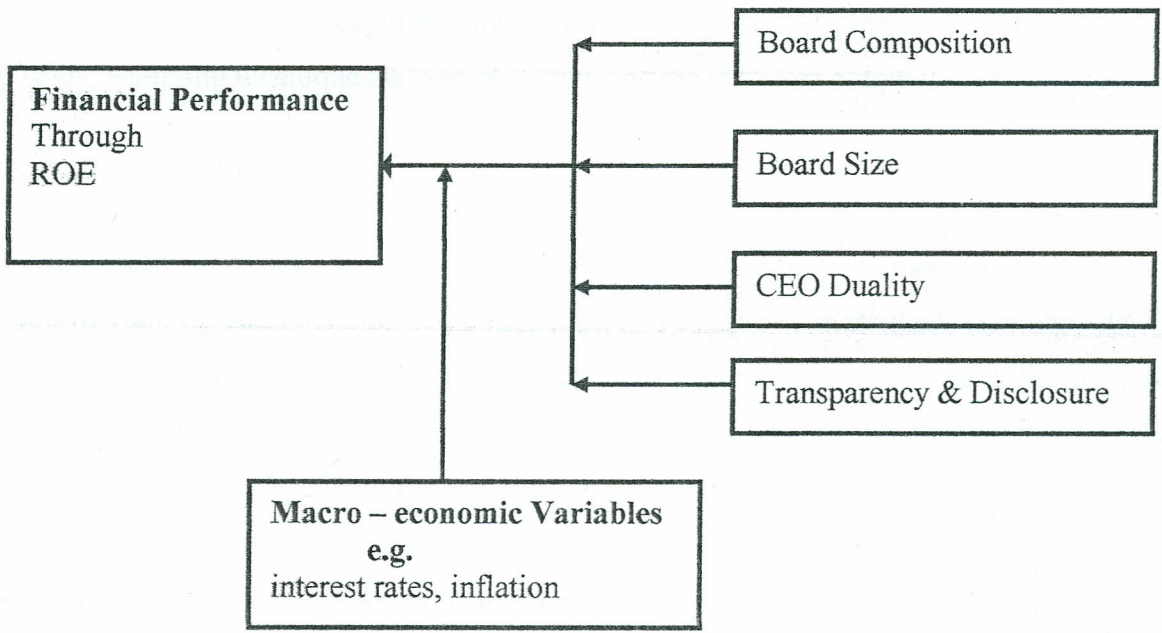 Board Composition
Financial Performance
Through
ROE
Board Size
CEO Duality
Transparency & Disclosure
Macro – economic Variables
e.g.
interest rates, inflation